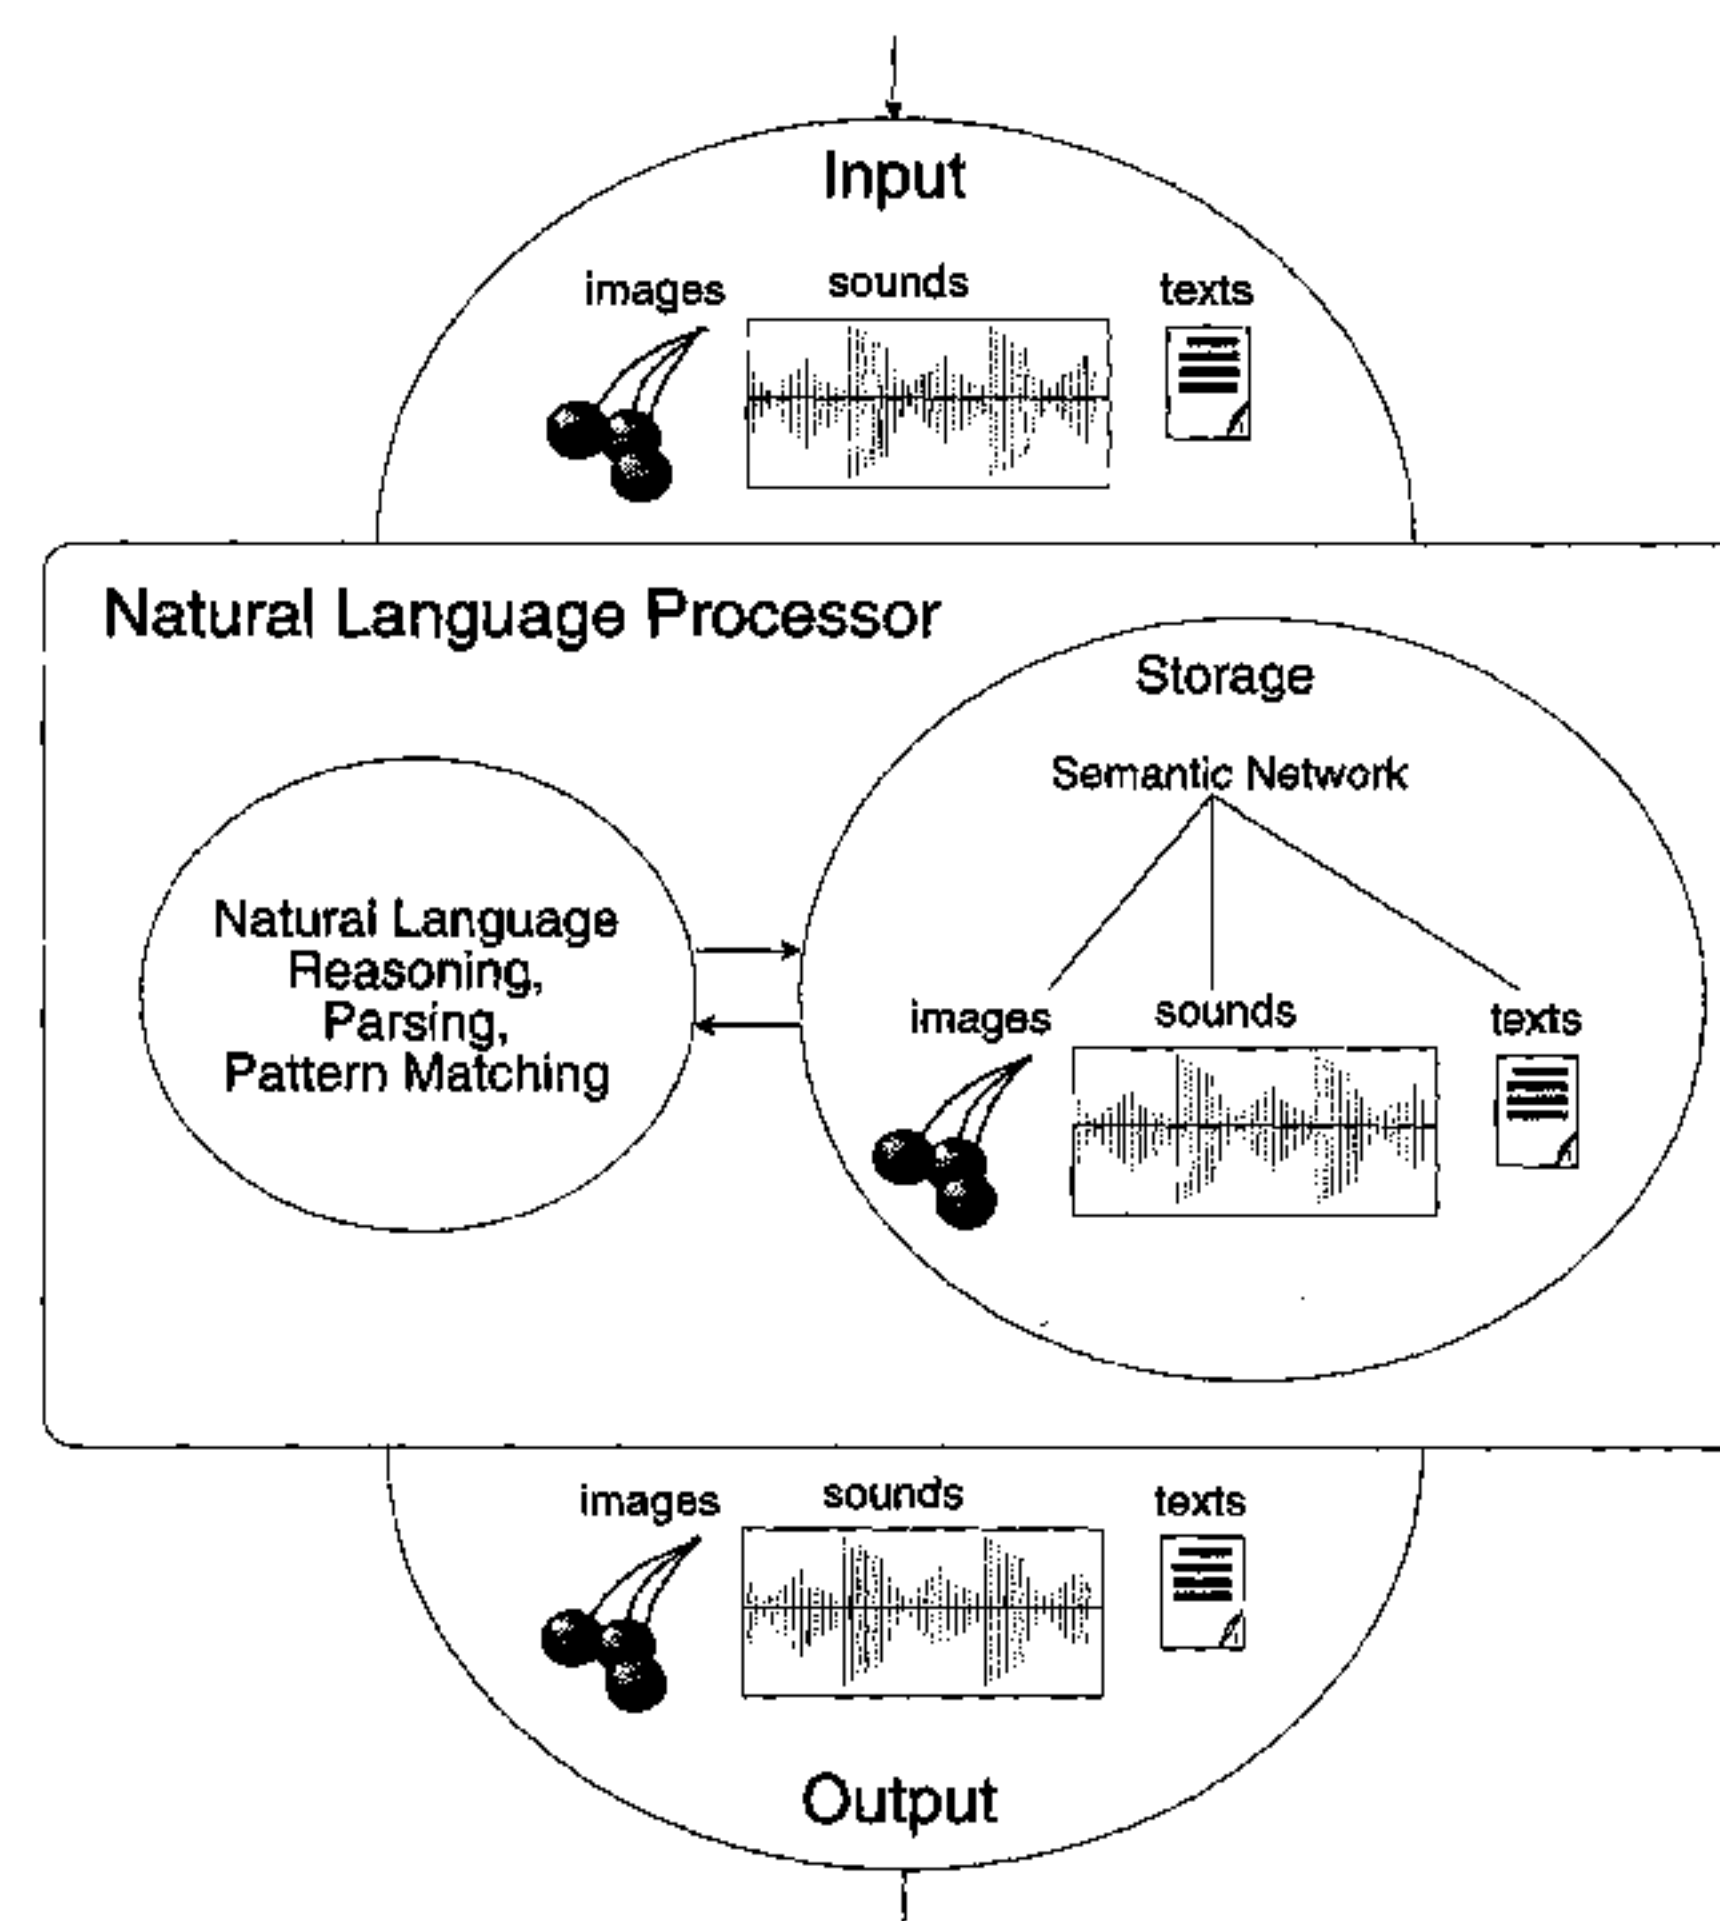 Input
images
sounds
texts
Natural Language Processor
Storage
Semantic Network
Natural Language
Reasoning,
Parsing,
Pattern Matching
images
sounds
texts
images
sounds
texts
Output